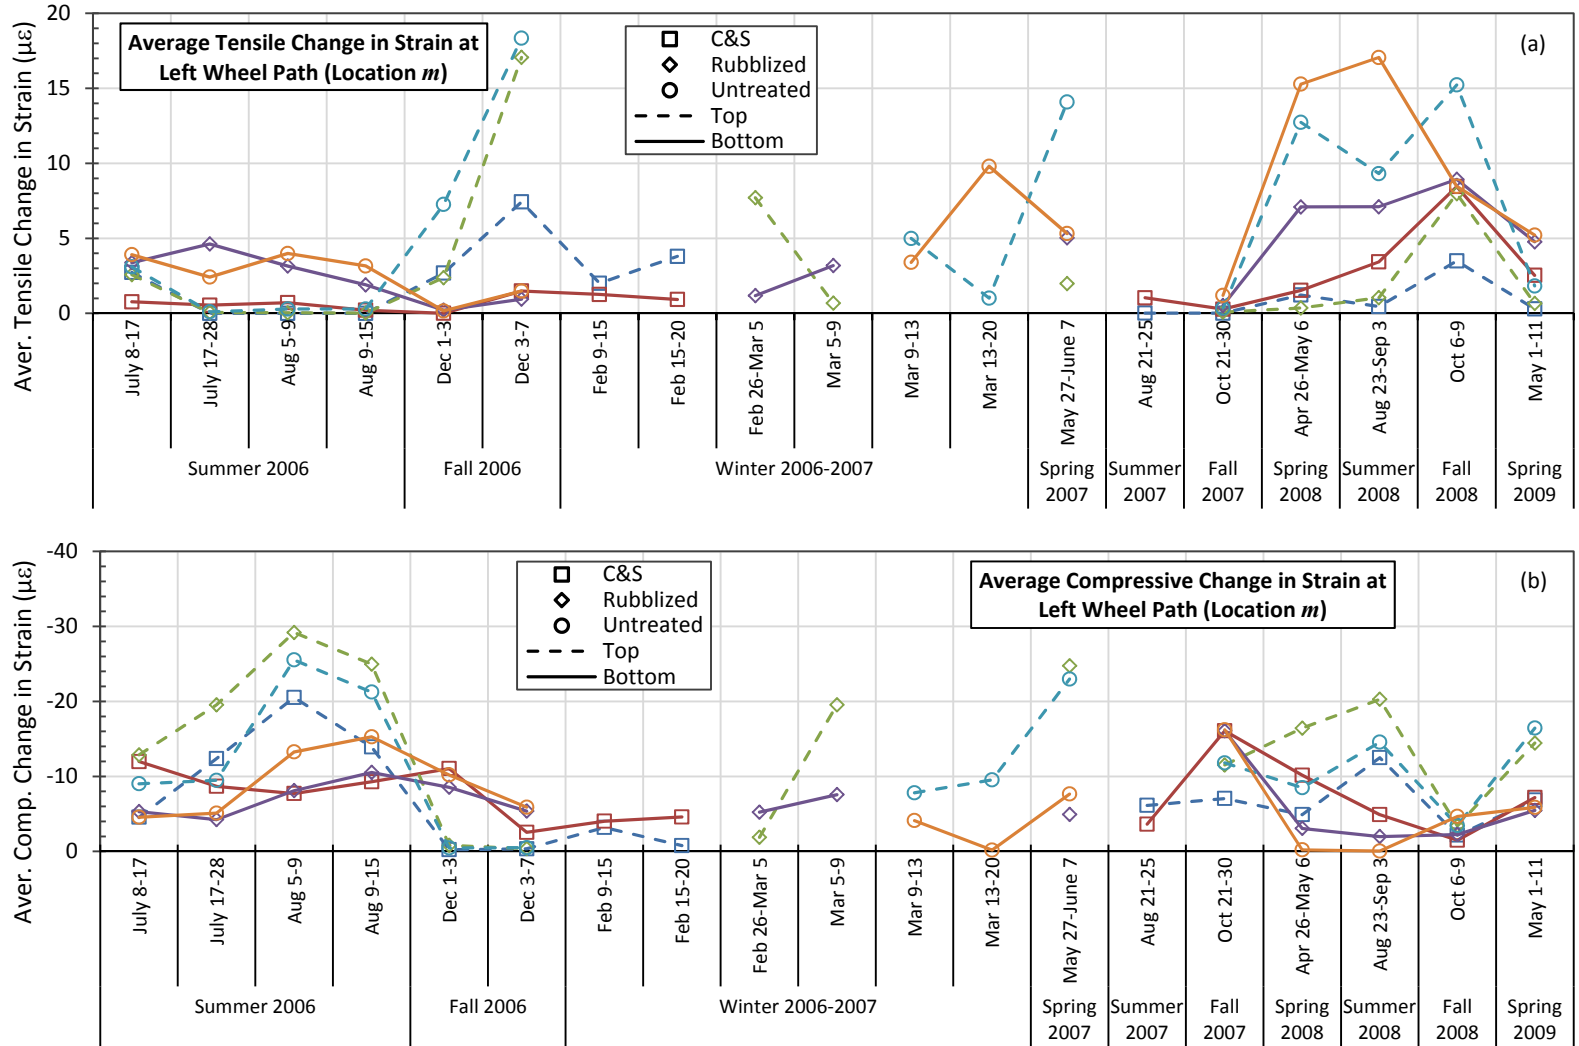 Aver. Tensile Change in Strain (με)
20
15
10
5
0
Average Tensile Change in Strain at
Left Wheel Path (Location m)
C&S
Rubblized
Untreated
Top
Bottom
(a)
July 8-17
July 17-28
Aug 5-9
Aug 9-15
Dec 1-3
Dec 3-7
Feb 9-15
Feb 15-20
Feb 26-Mar 5
Mar 5-9
Mar 9-13
Mar 13-20
May 27-June 7
Aug 21-25
Oct 21-30
Apr 26-May 6
Aug 23-Sep 3
Oct 6-9
May 1-11
Summer 2006
Fall 2006
Winter 2006-2007
Spring
2007
Summer
2007
Fall
2007
Spring
2008
Summer
2008
Fall
2008
Spring
2009
Aver. Comp. Change in Strain (με)
-40
-30
-20
-10
0
C&S
Rubblized
Untreated
Top
Bottom
Average Compressive Change in Strain at
Left Wheel Path (Location m)
(b)
July 8-17
July 17-28
Aug 5-9
Aug 9-15
Dec 1-3
Dec 3-7
Feb 9-15
Feb 15-20
Feb 26-Mar 5
Mar 5-9
Mar 9-13
Mar 13-20
May 27-June 7
Aug 21-25
Oct 21-30
Apr 26-May 6
Aug 23-Sep 3
Oct 6-9
May 1-11
Summer 2006
Fall 2006
Winter 2006-2007
Spring
2007
Summer
2007
Fall
2007
Spring
2008
Summer
2008
Fall
2008
Spring
2009